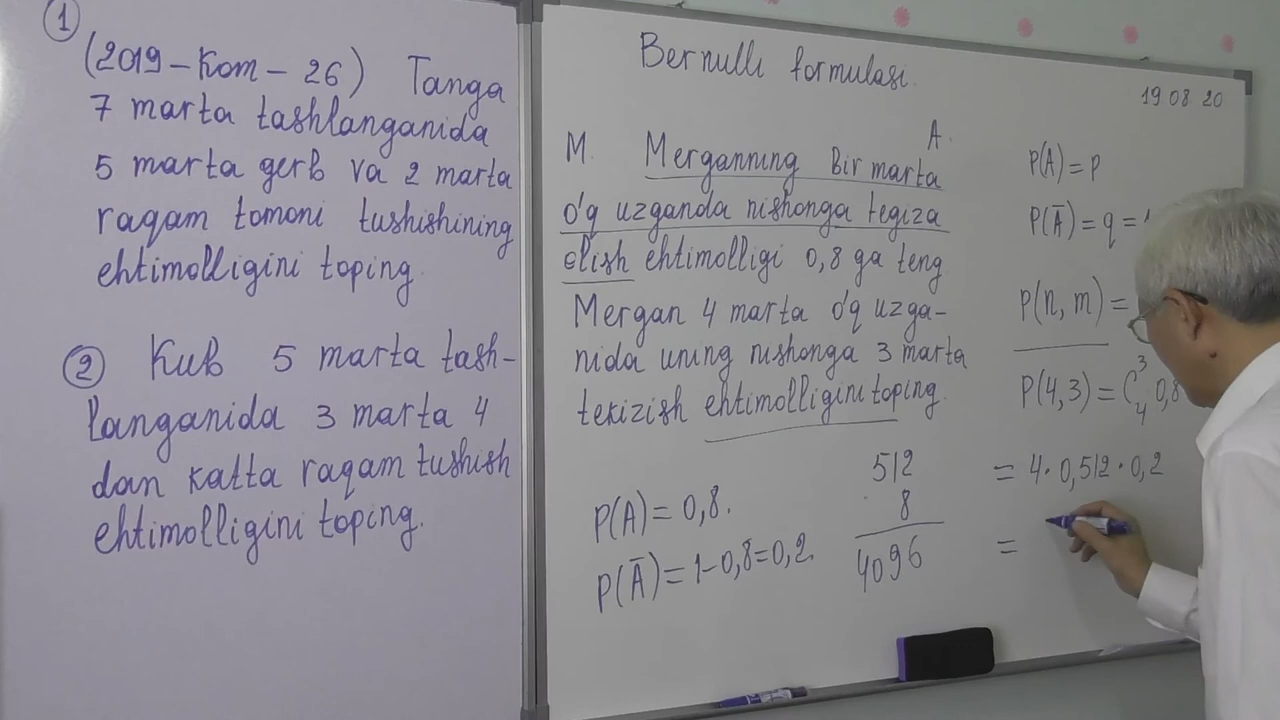 ①
(2019-Kom-26) Tanga
7 marta tashlanganida
5 marta gerb va 2 marta
raqam tomoni tushishining
ehtimolligini toping.
② Kub 5 marta tash-
langanida 3 marta 4
dan katta raqam tushish
ehtimolligini toping.
Bernulli formulasi.
19 08 20
A.
M. Merganning bir marta
o'q uzganda nishonga tegiza
olish ehtimolligi 0,8 ga teng
Mergan 4 marta o'q uzga-
nida uning nishonga 3 marta
tekizish ehtimolligini toping.
P(A) = 0,8.
P(Ā) = 1-0,8=0,2.
512
8
4096
P(A) = p
P(Ā) = q =
P(n, m) =
P(4,3) = C₄³ 0,8
= 4·0,512·0,2
=